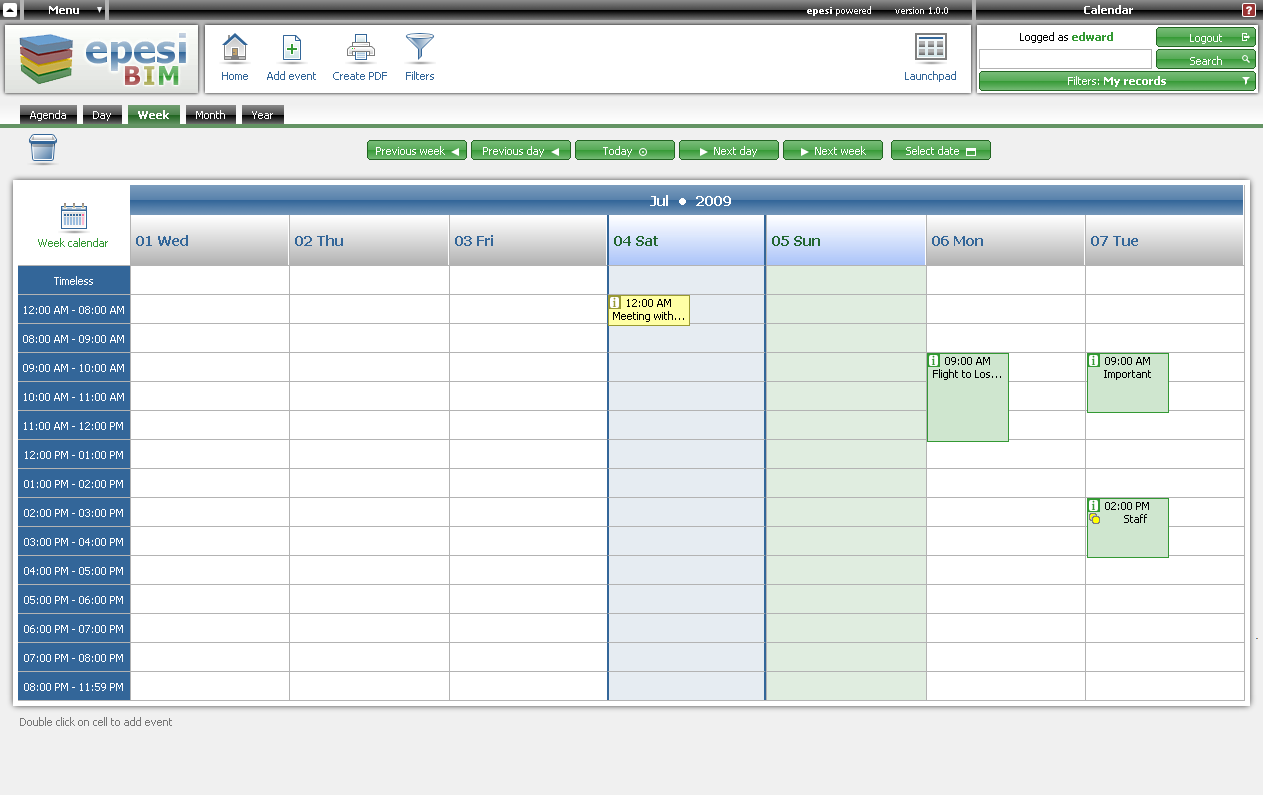 Menu
epesi powered version 1.0.0
Calendar
?
epesi
BIM
Home
Add event
Create PDF
Filters
Launchpad
Logged as edward
Logout
Search
Filters: My records
Agenda
Day
Week
Month
Year
Previous week
Previous day
Today
Next day
Next week
Select date
Week calendar
Jul • 2009
01 Wed
02 Thu
03 Fri
04 Sat
05 Sun
06 Mon
07 Tue
Timeless
12:00 AM - 08:00 AM
i 12:00 AM
Meeting with...
08:00 AM - 09:00 AM
09:00 AM - 10:00 AM
i 09:00 AM
Flight to Los...
i 09:00 AM
Important
10:00 AM - 11:00 AM
11:00 AM - 12:00 PM
12:00 PM - 01:00 PM
01:00 PM - 02:00 PM
02:00 PM - 03:00 PM
i 02:00 PM
Staff
03:00 PM - 04:00 PM
04:00 PM - 05:00 PM
05:00 PM - 06:00 PM
06:00 PM - 07:00 PM
07:00 PM - 08:00 PM
08:00 PM - 11:59 PM
Double click on cell to add event